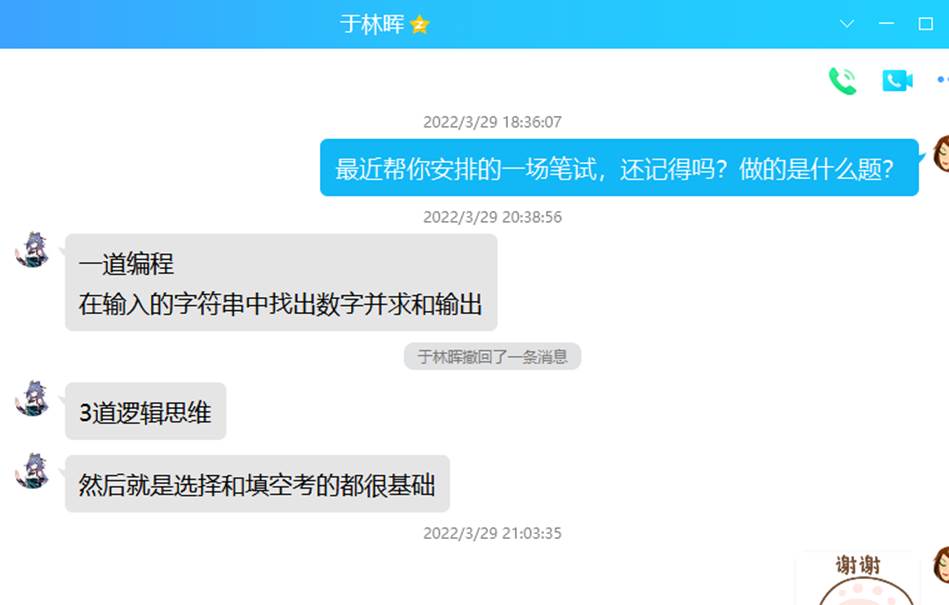 于林晖
2022/3/29 18:36:07
最近帮你安排的一场笔试，还记得吗？做的是什么题？
2022/3/29 20:38:56
一道编程
在输入的字符串中找出数字并求和输出
于林晖撤回了一条消息
3道逻辑思维
然后就是选择和填空考的都很基础
2022/3/29 21:03:35
谢谢